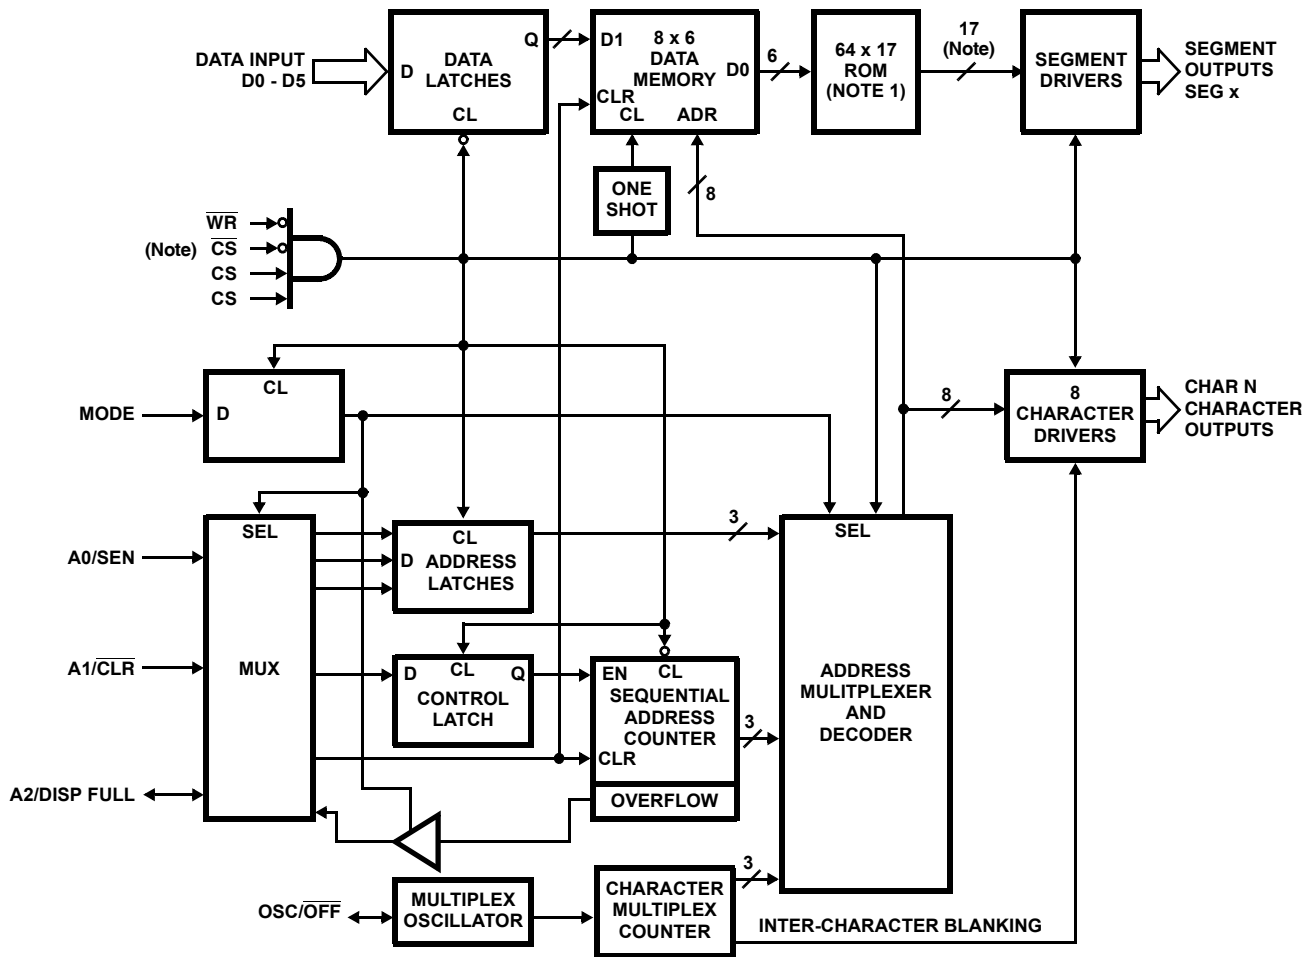 DATA INPUT
D0 - D5
D
DATA
LATCHES
Q
CL
D1
8 x 6
DATA
MEMORY
D0
CLR
CL
ADR
6
64 x 17
ROM
(NOTE 1)
17
(Note)
SEGMENT
DRIVERS
SEGMENT
OUTPUTS
SEG x
ONE
SHOT
8
WR
(Note) CS
CS
CS
MODE
CL
D
8
8
CHARACTER
DRIVERS
CHAR N
CHARACTER
OUTPUTS
A0/SEN
A1/CLR
A2/DISP FULL
SEL
MUX
CL
D
ADDRESS
LATCHES
3
SEL
ADDRESS
MULITPLEXER
AND
DECODER
D
CL
Q
CONTROL
LATCH
EN
CL
SEQUENTIAL
ADDRESS
COUNTER
CLR
3
OVERFLOW
OSC/OFF
MULTIPLEX
OSCILLATOR
CHARACTER
MULTIPLEX
COUNTER
3
INTER-CHARACTER BLANKING